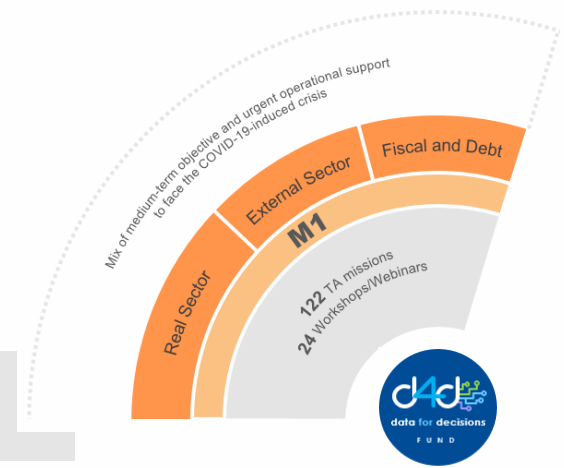 Mix of medium-term objective and urgent operational support
to face the COVID-19-induced crisis
Real Sector
External Sector
Fiscal and Debt
M1
122 TA missions
24 Workshops/Webinars
d4d
data for decisions
FUND